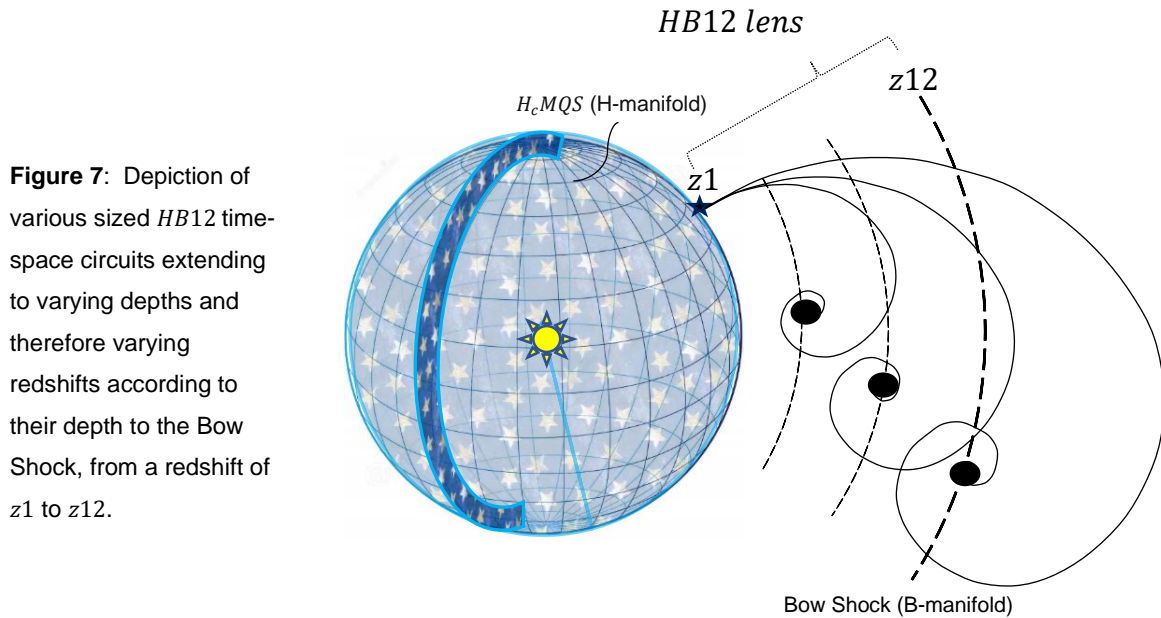 HB12 lens
z12
H_cMQS (H-manifold)
z1
Figure 7: Depiction of
various sized HB12 time-
space circuits extending
to varying depths and
therefore varying
redshifts according to
their depth to the Bow
Shock, from a redshift of
z1 to z12.
Bow Shock (B-manifold)